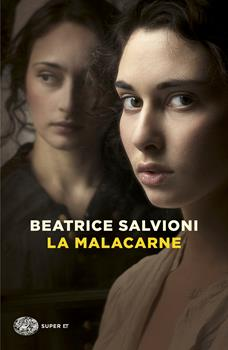 BEATRICE SALVIONI
LA MALACARNE
SUPER ET